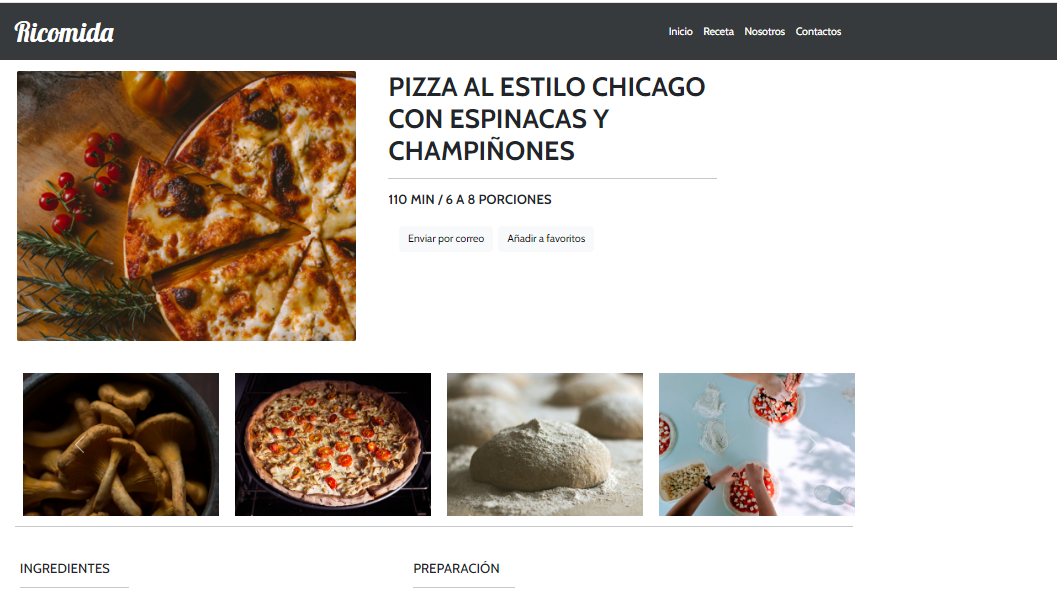 Ricomida
Inicio Receta Nosotros Contactos
PIZZA AL ESTILO CHICAGO
CON ESPINACAS Y
CHAMPIÑONES
110 MIN / 6 A 8 PORCIONES
Enviar por correo Añadir a favoritos
INGREDIENTES
PREPARACIÓN